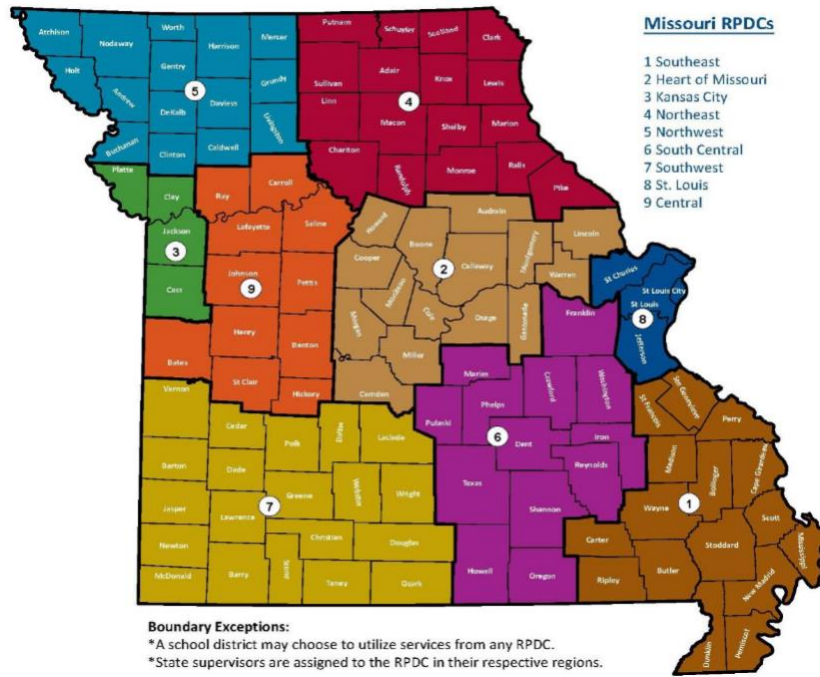 Missouri RPDCs
1 Southeast
2 Heart of Missouri
3 Kansas City
4 Northeast
5 Northwest
6 South Central
7 Southwest
8 St. Louis
9 Central
Atchison
Nodaway
Worth
Harrison
Mercer
Holt
Gentry
Andrew
Grundy
5
DeKalb
Daviess
Livingston
Buchanan
Clinton
Caldwell
Putnam
Schuyler
Scotland
Clark
Sullivan
Adair
Knox
Lewis
4
Linn
Macon
Shelby
Marion
Chariton
Randolph
Monroe
Ralls
Pike
Platte
Clay
Jackson
3
Cass
Ray
Carroll
Lafayette
Saline
Johnson
9
Pettis
Henry
Benton
Bates
St Clair
Hickory
Howard
Audrain
Boone
Cooper
2
Callaway
Montgomery
Lincoln
Warren
Moniteau
Morgan
Cole
Osage
Gasconade
Miller
Camden
St Charles
St Louis City
St Louis
8
Jefferson
Franklin
Maries
Phelps
Crawford
Washington
Pulaski
6
Dent
Iron
Reynolds
Texas
Shannon
Howell
Oregon
Vernon
Cedar
Polk
Dallas
Laclede
Barton
Dade
Greene
Webster
Wright
Jasper
Lawrence
7
Newton
Christian
Douglas
McDonald
Barry
Stone
Taney
Ozark
St Francois
Ste Genevieve
Perry
Madison
Bollinger
Cape Girardeau
1
Wayne
Scott
Carter
Stoddard
Mississippi
Ripley
Butler
New Madrid
Dunklin
Pemiscot
Boundary Exceptions:
*A school district may choose to utilize services from any RPDC.
*State supervisors are assigned to the RPDC in their respective regions.